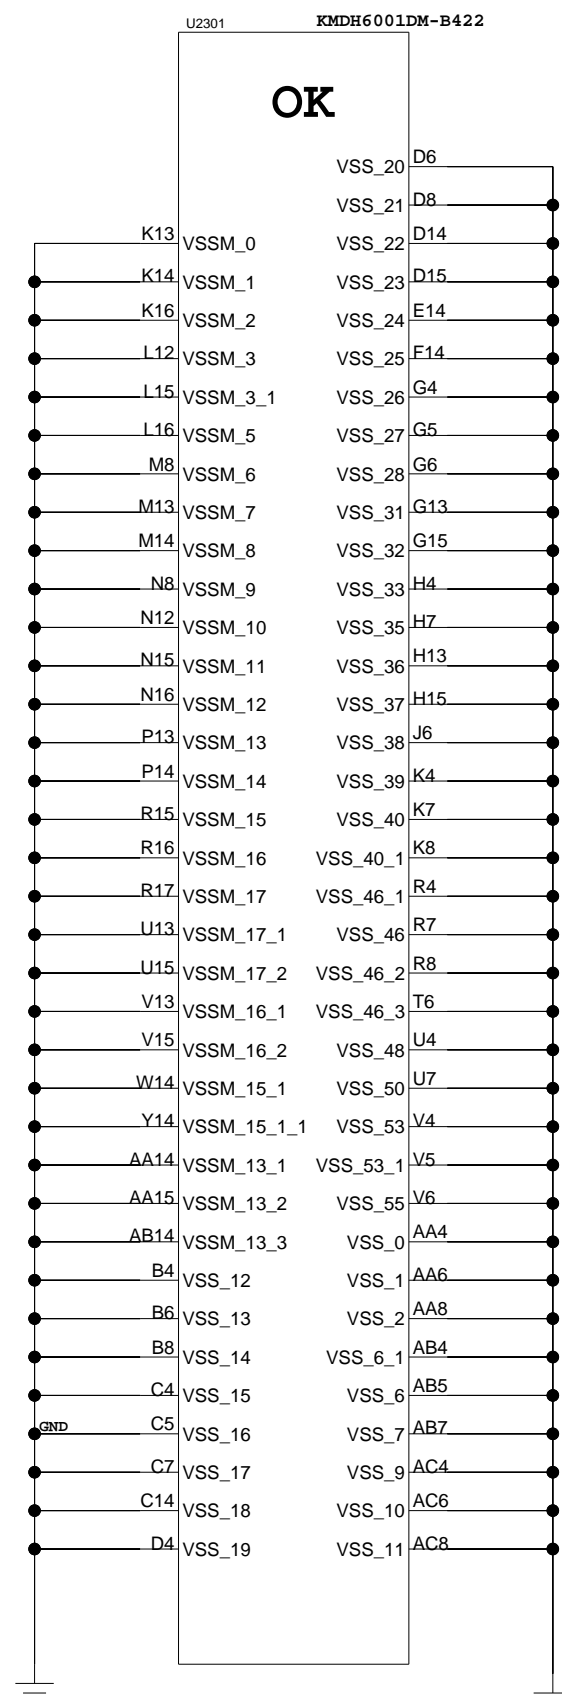 U2301 KMDH6001DM-B422
OK
VSS_20 D6
VSS_21 D8
K13 VSSM_0 VSS_22 D14
K14 VSSM_1 VSS_23 D15
K16 VSSM_2 VSS_24 E14
L12 VSSM_3 VSS_25 F14
L15 VSSM_3_1 VSS_26 G4
L16 VSSM_5 VSS_27 G5
M8 VSSM_6 VSS_28 G6
M13 VSSM_7 VSS_31 G13
M14 VSSM_8 VSS_32 G15
N8 VSSM_9 VSS_33 H4
N12 VSSM_10 VSS_35 H7
N15 VSSM_11 VSS_36 H13
N16 VSSM_12 VSS_37 H15
P13 VSSM_13 VSS_38 J6
P14 VSSM_14 VSS_39 K4
R15 VSSM_15 VSS_40 K7
R16 VSSM_16 VSS_40_1 K8
R17 VSSM_17 VSS_46_1 R4
U13 VSSM_17_1 VSS_46 R7
U15 VSSM_17_2 VSS_46_2 R8
V13 VSSM_16_1 VSS_46_3 T6
V15 VSSM_16_2 VSS_48 U4
W14 VSSM_15_1 VSS_50 U7
Y14 VSSM_15_1_1 VSS_53 V4
AA14 VSSM_13_1 VSS_53_1 V5
AA15 VSSM_13_2 VSS_55 V6
AB14 VSSM_13_3 VSS_0 AA4
B4 VSS_12 VSS_1 AA6
B6 VSS_13 VSS_2 AA8
B8 VSS_14 VSS_6_1 AB4
C4 VSS_15 VSS_6 AB5
GND C5 VSS_16 VSS_7 AB7
C7 VSS_17 VSS_9 AC4
C14 VSS_18 VSS_10 AC6
D4 VSS_19 VSS_11 AC8